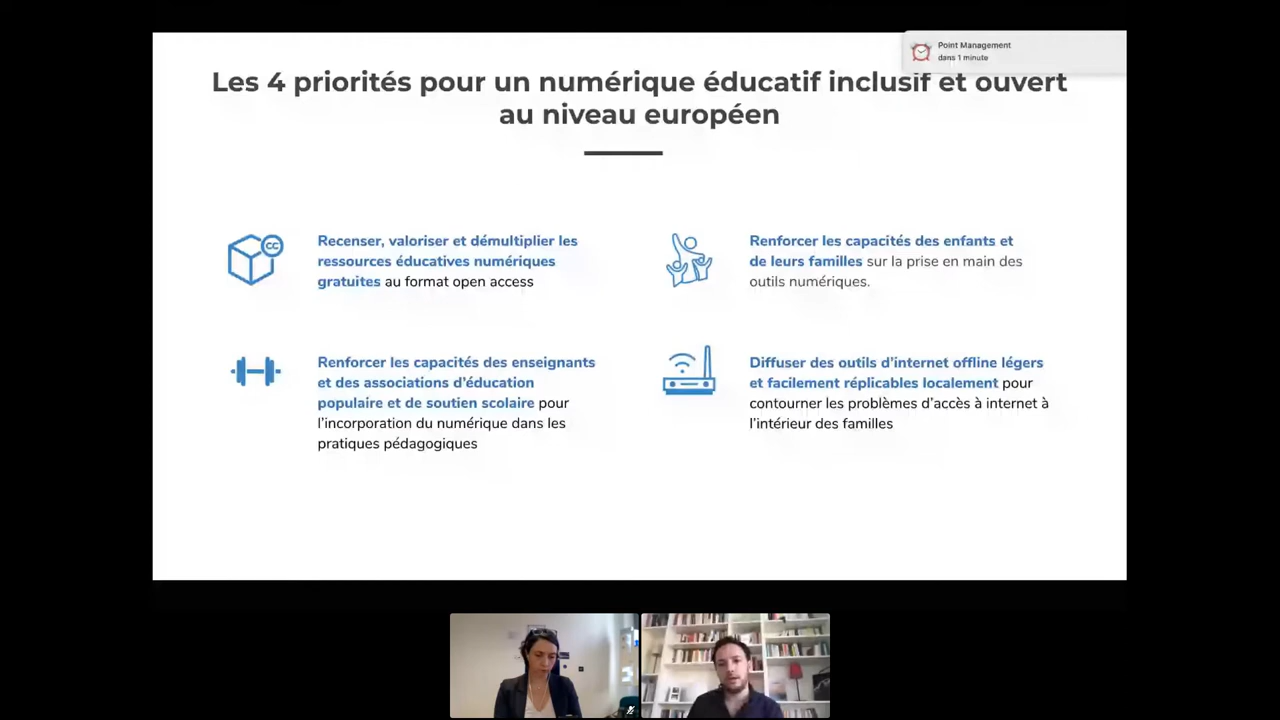 Point Management
dans 1 minute
Les 4 priorités pour un numérique éducatif inclusif et ouvert
au niveau européen
CC
Recenser, valoriser et démultiplier les
ressources éducatives numériques
gratuites au format open access
Renforcer les capacités des enfants et
de leurs familles sur la prise en main des
outils numériques.
Renforcer les capacités des enseignants
et des associations d'éducation
populaire et de soutien scolaire pour
l'incorporation du numérique dans les
pratiques pédagogiques
Diffuser des outils d'internet offline légers
et facilement réplicables localement pour
contourner les problèmes d'accès à internet à
l'intérieur des familles